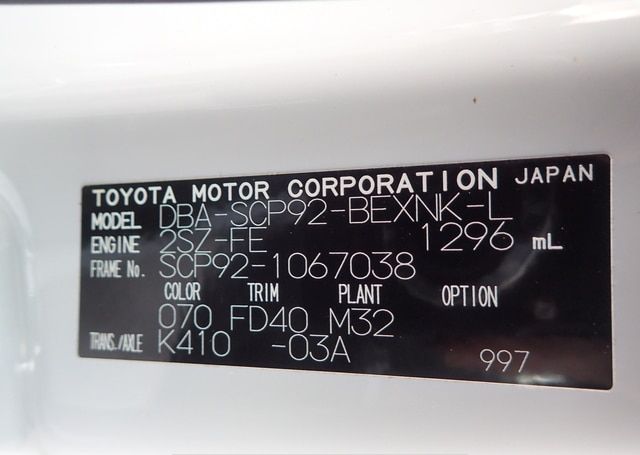 TOYOTA MOTOR CORPORATION JAPAN
MODEL DBA-SCP92-BEXNK-L
ENGINE 2SZ-FE 1296 mL
FRAME No. SCP92-1067038
COLOR TRIM PLANT OPTION
070 FD40 M32
TRANS./AXLE K410 -03A 997